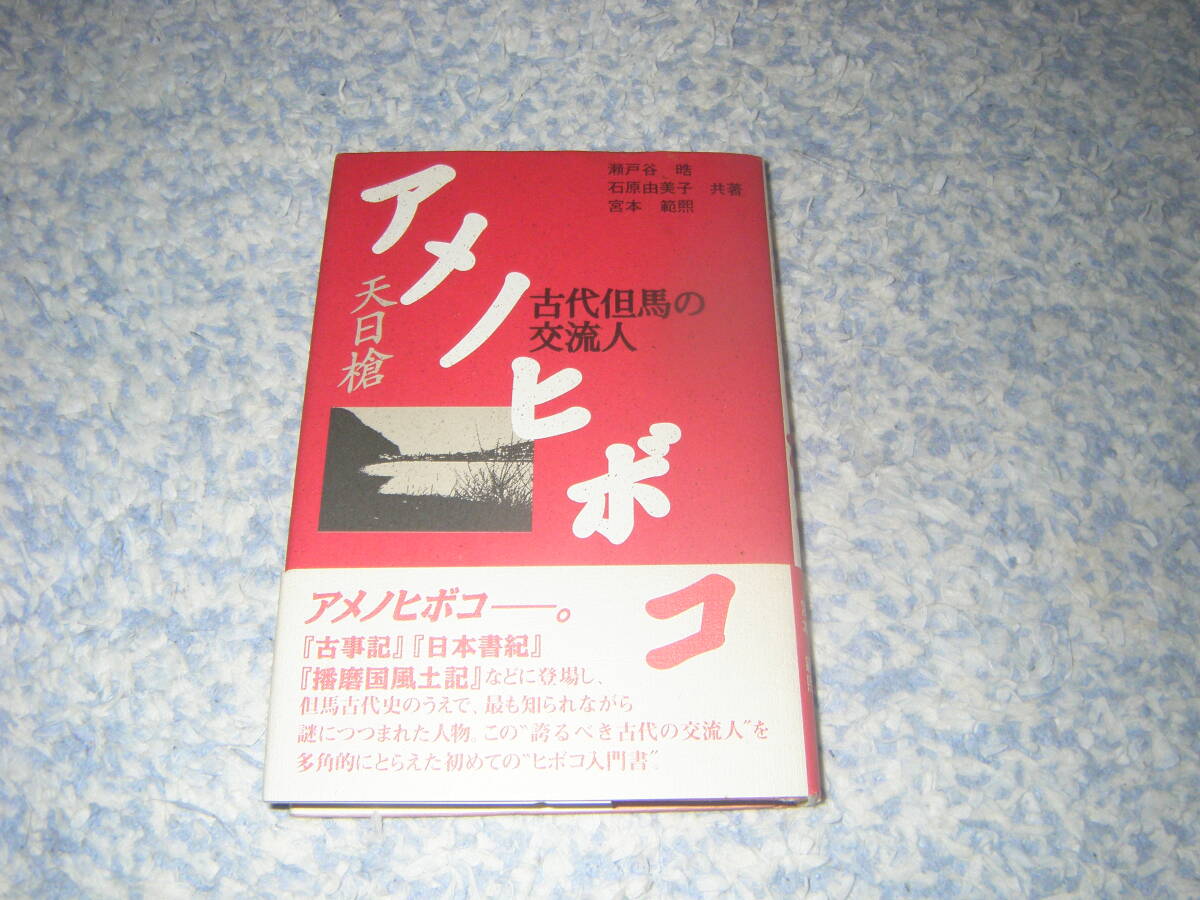 瀬戸谷 晧
石原由美子 共著
宮本 範熙
アメノヒボコ
天日槍
古代但馬の
交流人
アメノヒボコ――。
『古事記』『日本書紀』
『播磨国風土記』などに登場し、
但馬古代史のうえで、最も知られながら
謎につつまれた人物。この“誇るべき古代の交流人”を
多角的にとらえた初めての“ヒボコ入門書”。